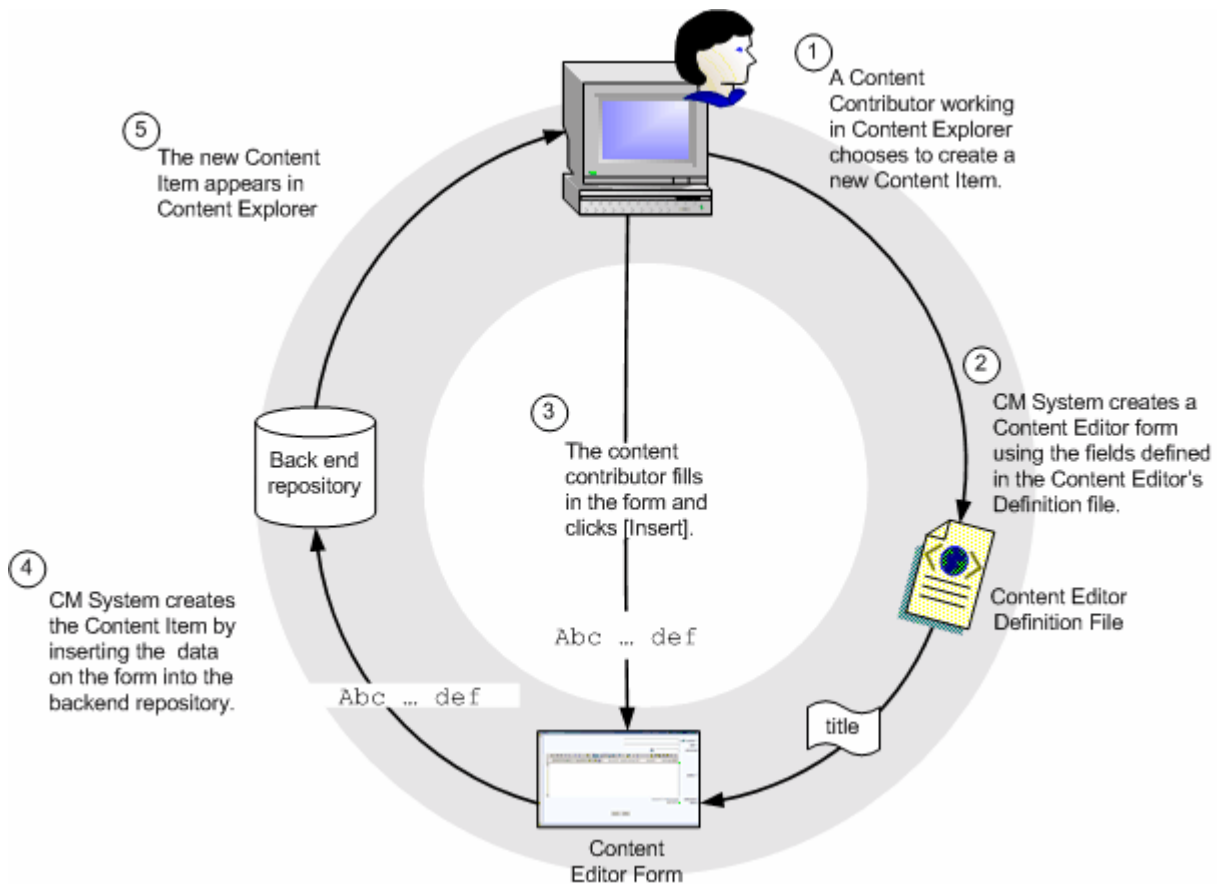 1
A Content
Contributor working
in Content Explorer
chooses to create a
new Content Item.
2
CM System creates a
Content Editor form
using the fields defined
in the Content Editor's
Definition file.
Content Editor
Definition File
title
3
The content
contributor fills
in the form and
clicks [Insert].
Abc … def
Content
Editor Form
4
CM System creates
the Content Item by
inserting the data
on the form into the
backend repository.
Abc … def
Back end
repository
5
The new Content
Item appears in
Content Explorer